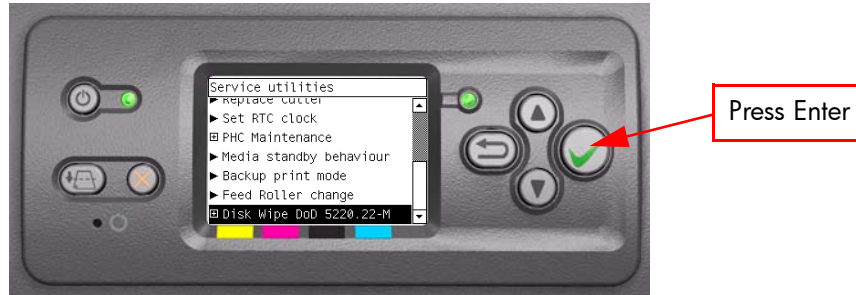 Service utilities
▶ Replace cutter
▶ Set RTC clock
⊞ PHC Maintenance
▶ Media standby behaviour
▶ Backup print mode
▶ Feed Roller change
⊞ Disk Wipe DoD 5220.22-M
Press Enter